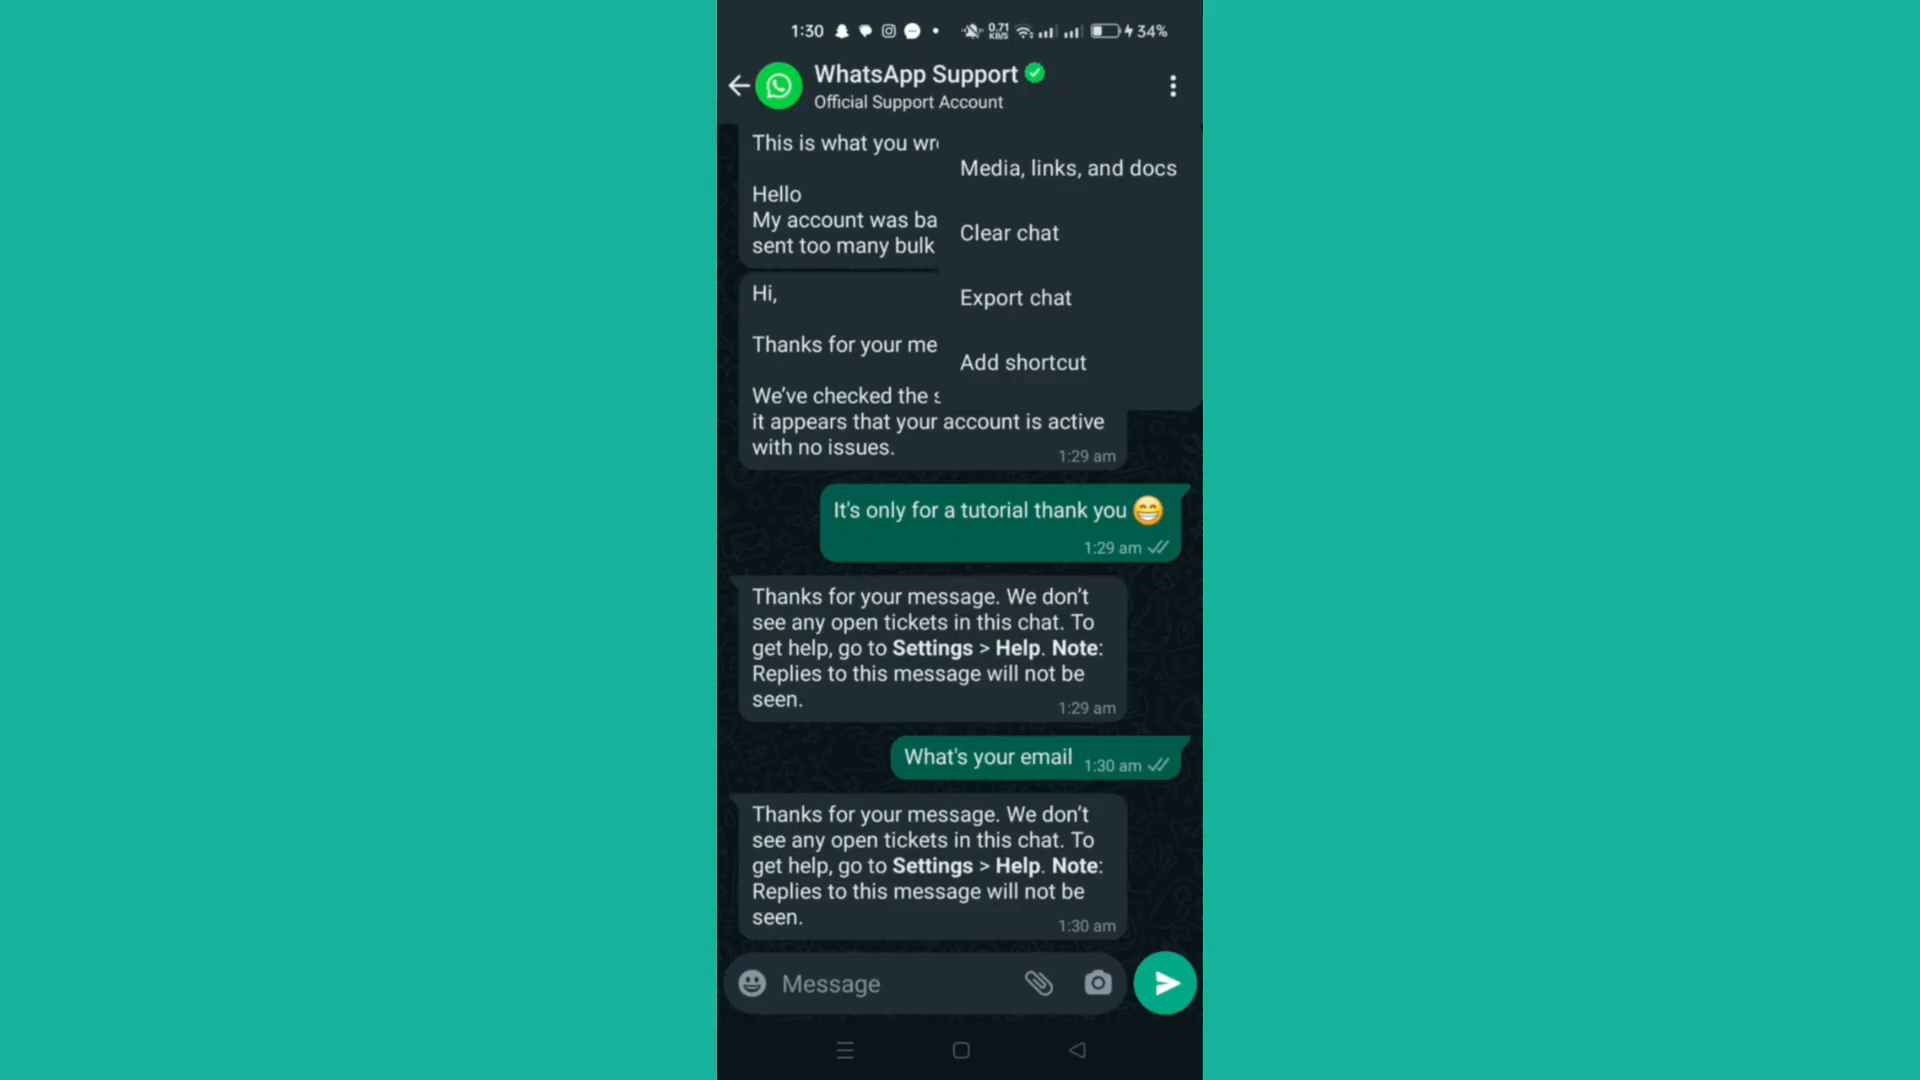 1:30 0.71 KB/S 34%
WhatsApp Support
Official Support Account
This is what you wr
Media, links, and docs
Hello
My account was ba
Clear chat
sent too many bulk
Hi,
Export chat
Thanks for your me
Add shortcut
We've checked the s
it appears that your account is active
with no issues.
1:29 am
It's only for a tutorial thank you 😁
1:29 am
Thanks for your message. We don't
see any open tickets in this chat. To
get help, go to Settings > Help. Note:
Replies to this message will not be
seen.
1:29 am
What's your email 1:30 am
Thanks for your message. We don't
see any open tickets in this chat. To
get help, go to Settings > Help. Note:
Replies to this message will not be
seen.
1:30 am
Message